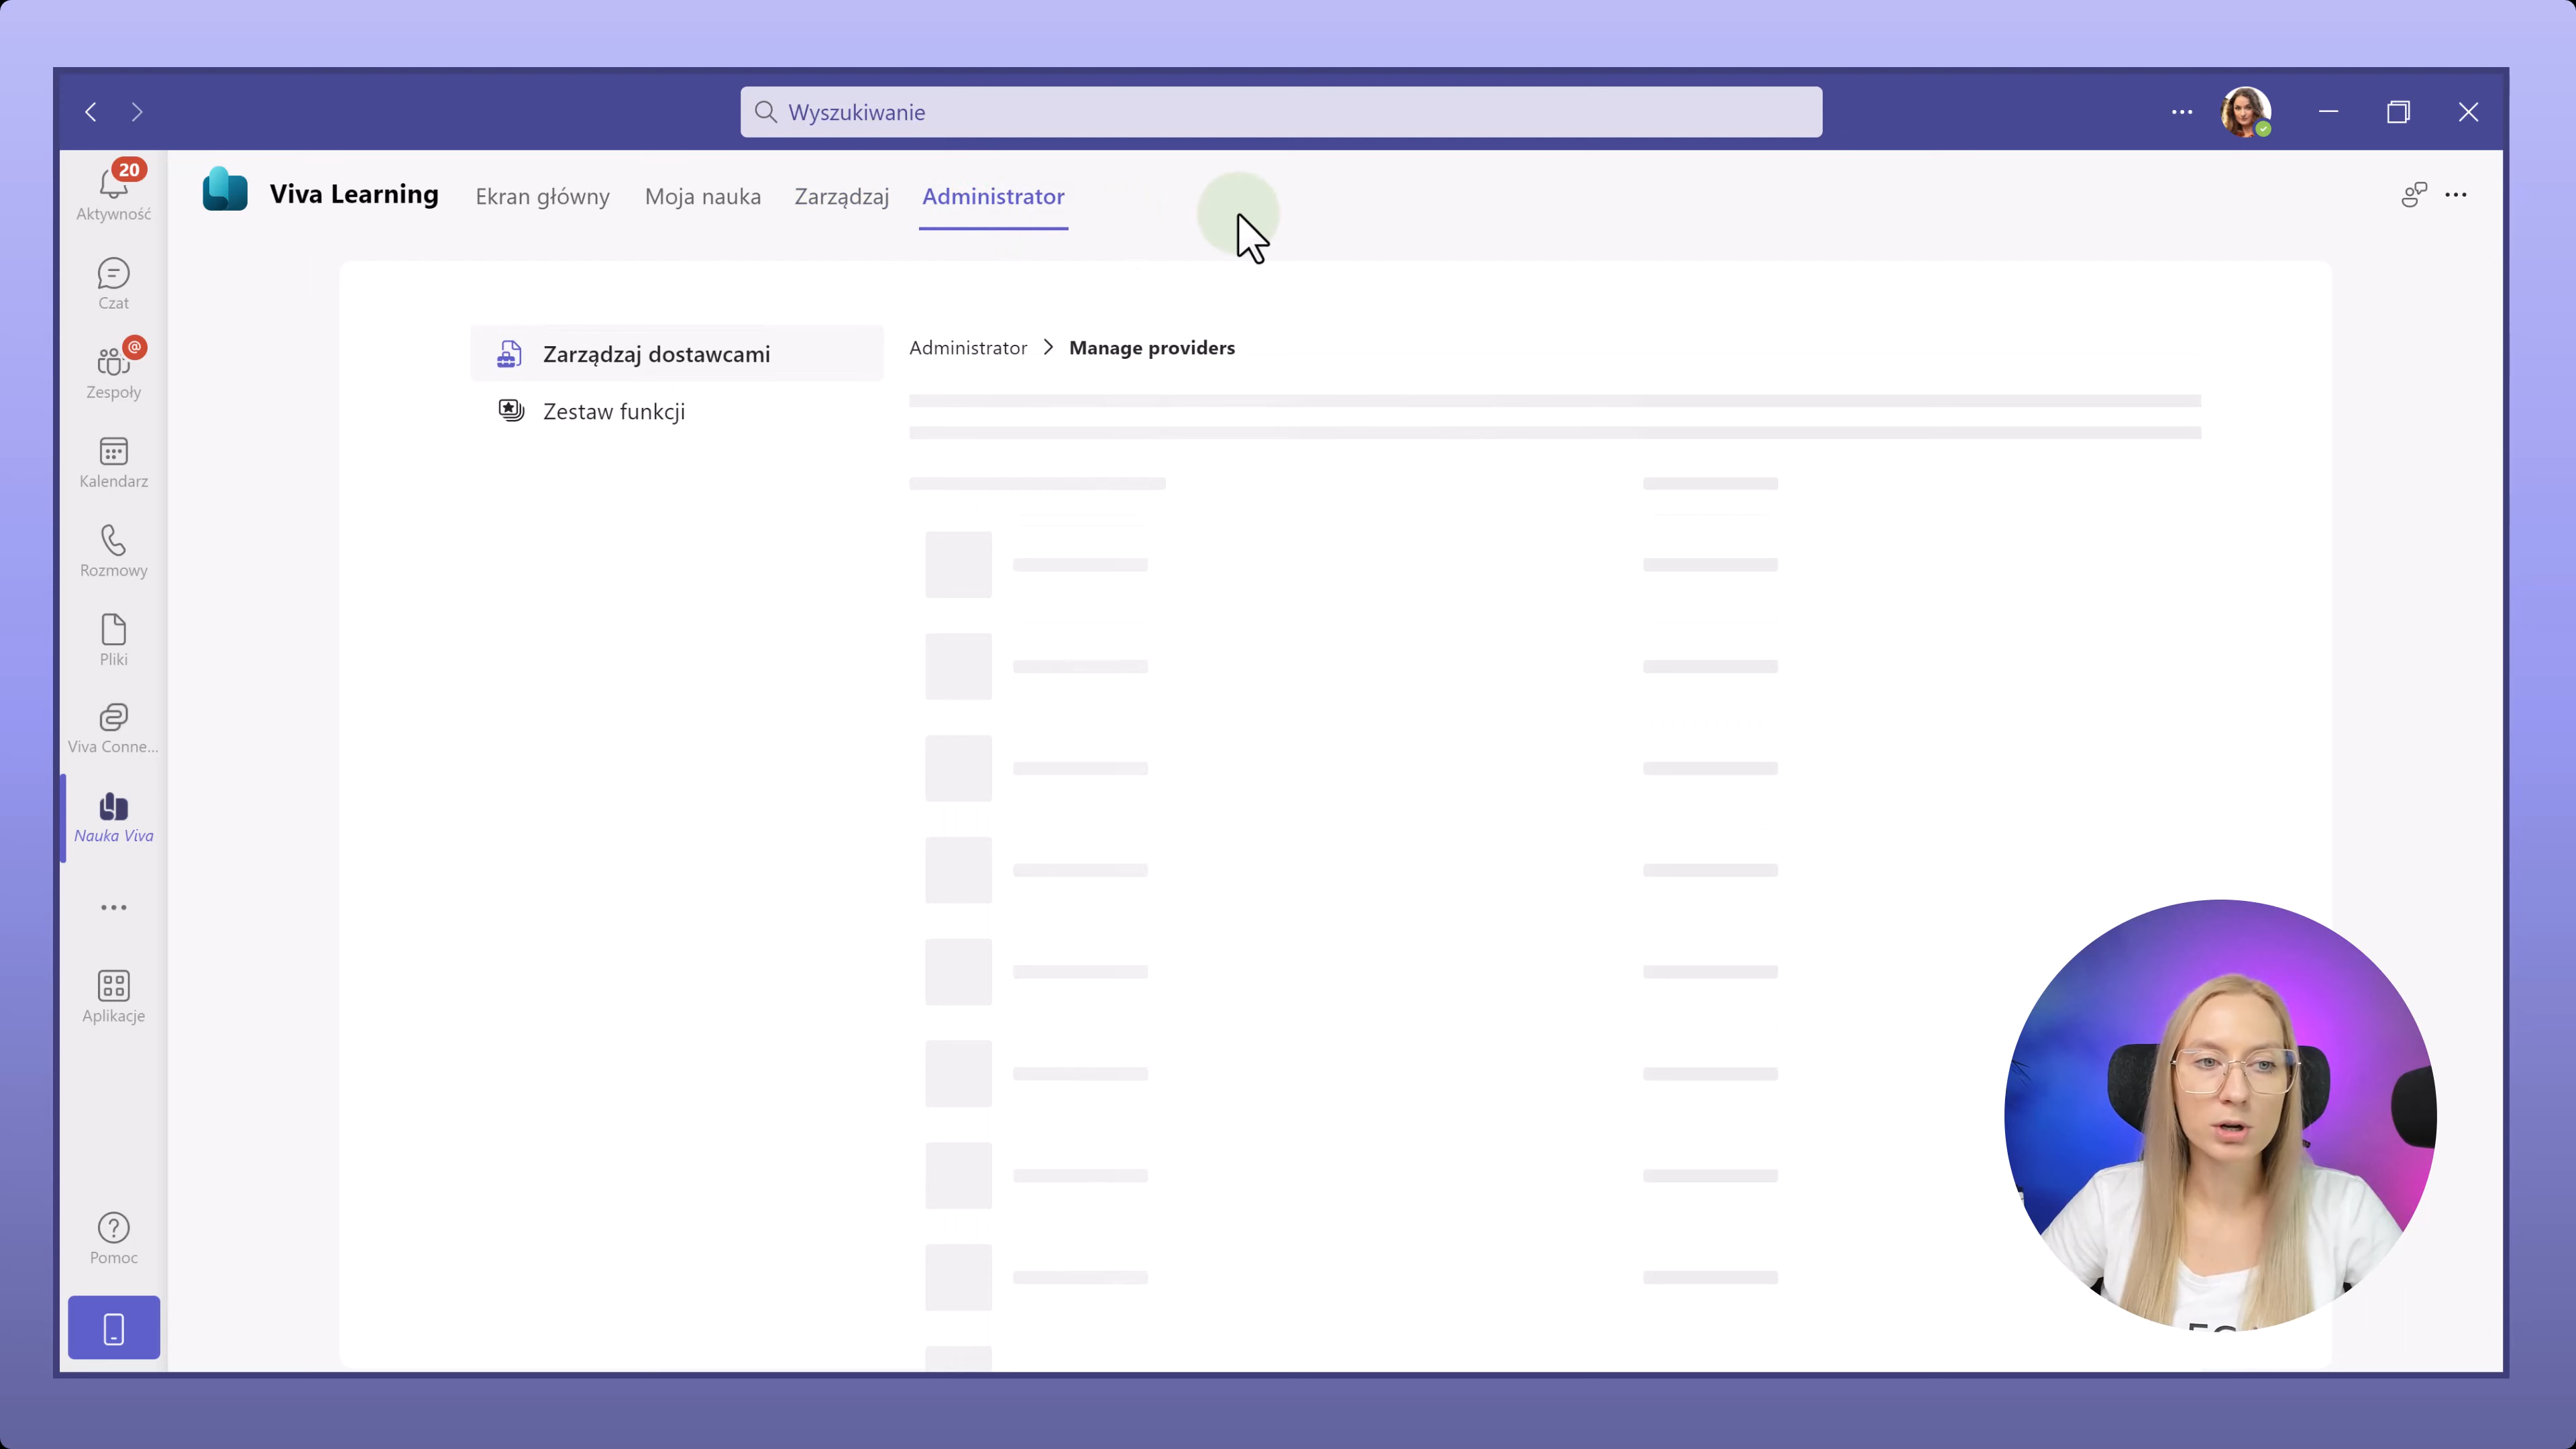 Wyszukiwanie
20
Aktywność
Viva Learning
Ekran główny
Moja nauka
Zarządzaj
Administrator
Czat
@
Zespoły
Kalendarz
Rozmowy
Pliki
Viva Conne...
Nauka Viva
Aplikacje
Pomoc
Zarządzaj dostawcami
Zestaw funkcji
Administrator > Manage providers